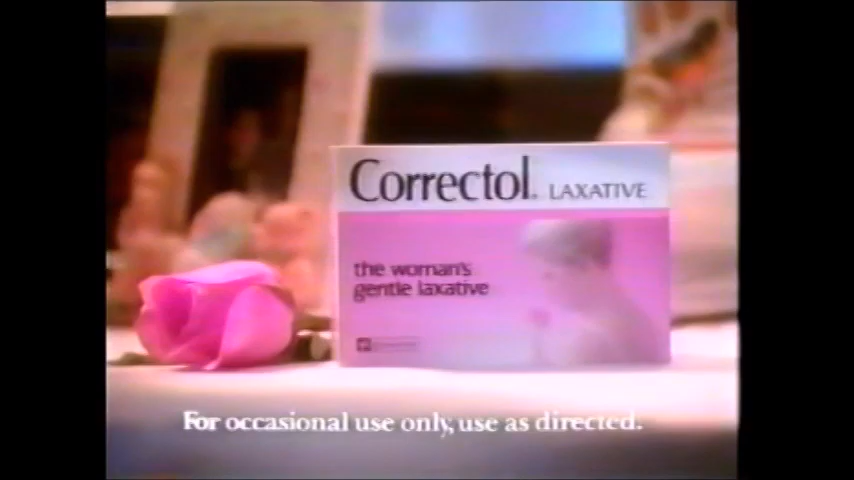 Correctol. LAXATIVE
the woman's
gentle laxative
For occasional use only, use as directed.